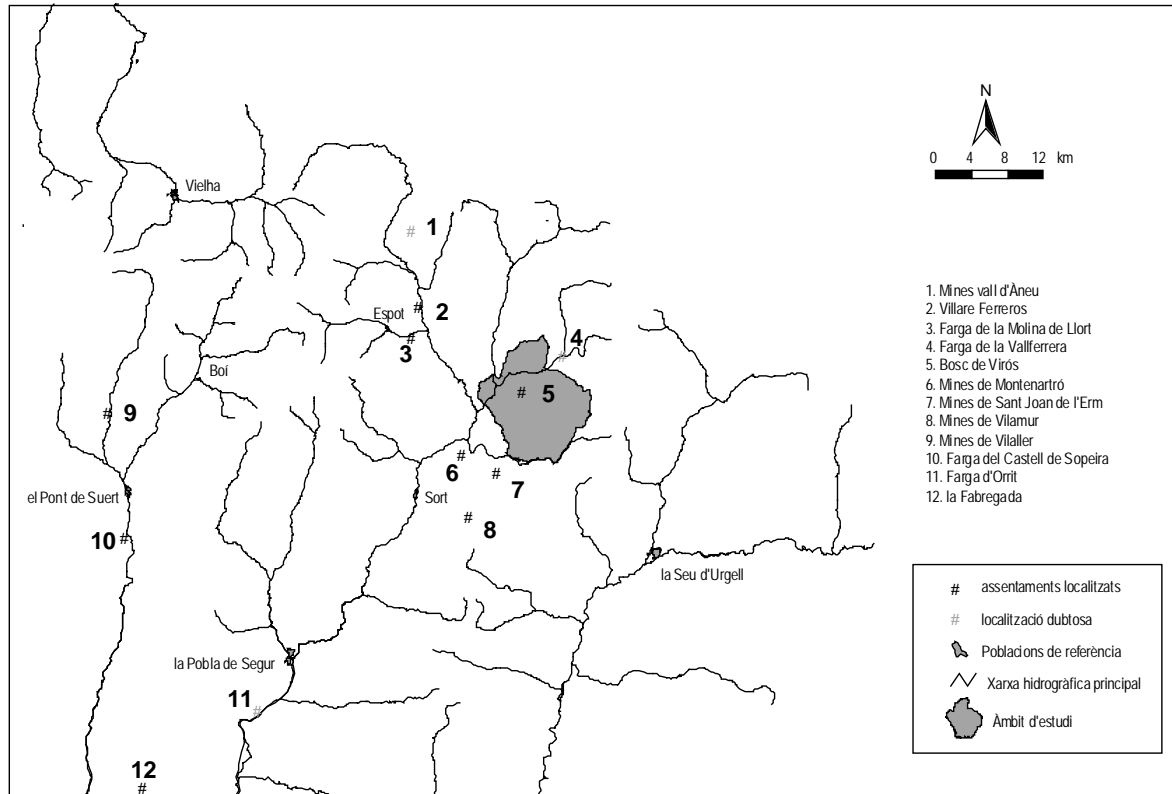 N
0 4 8 12 km
Vielha
1
Espot
2
3
4
Boí
5
9
6
7
el Pont de Suert
Sort
8
10
la Seu d'Urgell
la Pobla de Segur
11
12
1. Mines vall d'Àneu
2. Villare Ferreros
3. Farga de la Molina de Llort
4. Farga de la Vallferrera
5. Bosc de Virós
6. Mines de Montenartró
7. Mines de Sant Joan de l'Erm
8. Mines de Vilamur
9. Mines de Vilaller
10. Farga del Castell de Sopeira
11. Farga d'Orrit
12. la Fabregada
# assentaments localitzats
# localització dubtosa
Poblacions de referència
Xarxa hidrogràfica principal
Àmbit d'estudi